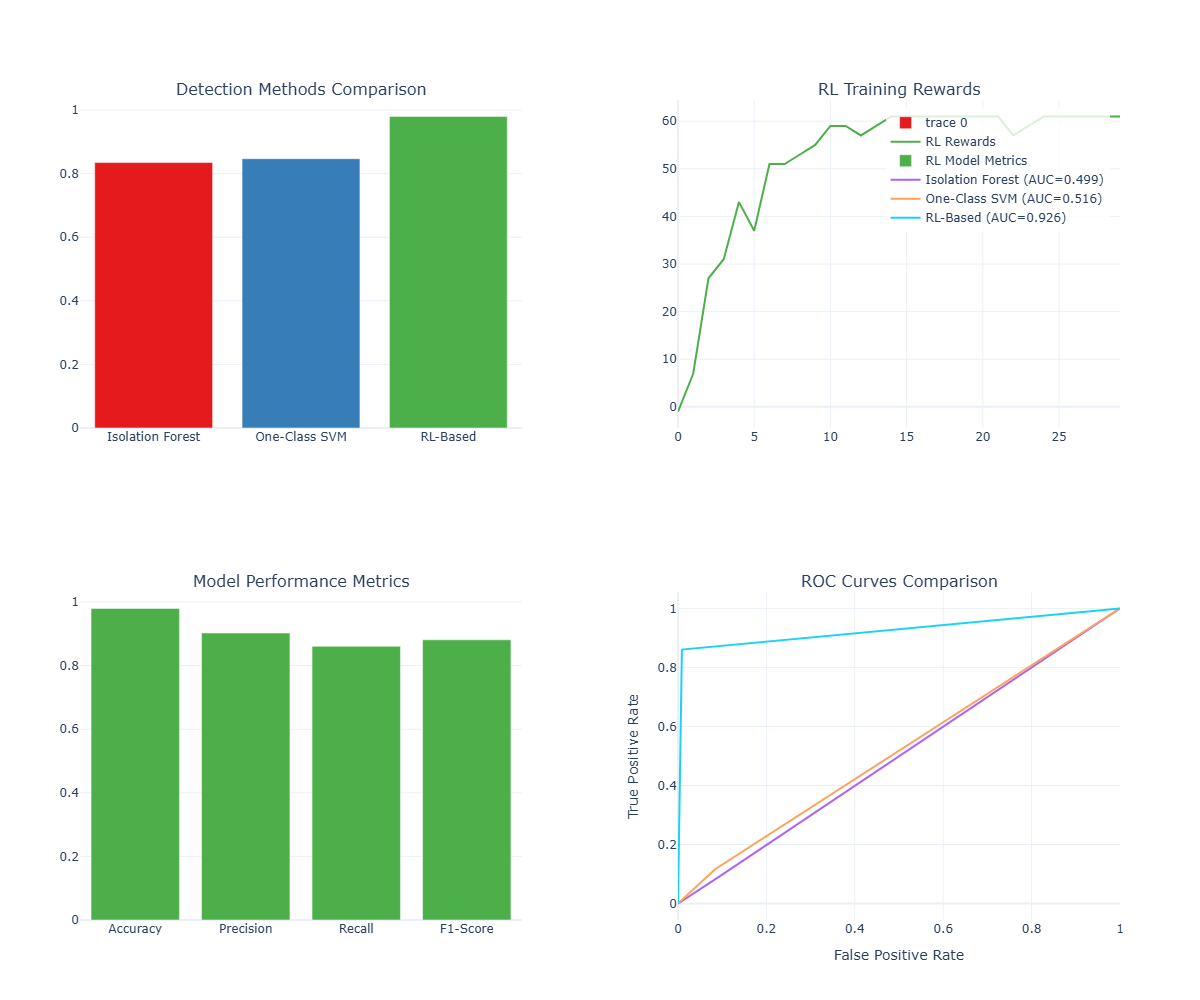 Detection Methods Comparison
1
0.8
0.6
0.4
0.2
0
Isolation Forest One-Class SVM RL-Based
RL Training Rewards
60
50
40
30
20
10
0
0 5 10 15 20 25
trace 0
RL Rewards
RL Model Metrics
Isolation Forest (AUC=0.499)
One-Class SVM (AUC=0.516)
RL-Based (AUC=0.926)
Model Performance Metrics
1
0.8
0.6
0.4
0.2
0
Accuracy Precision Recall F1-Score
ROC Curves Comparison
True Positive Rate
1
0.8
0.6
0.4
0.2
0
0 0.2 0.4 0.6 0.8 1
False Positive Rate